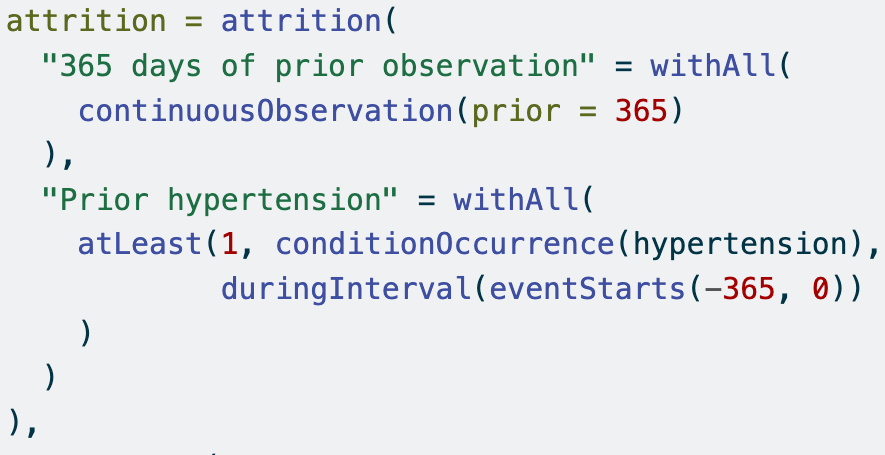 attrition = attrition(
  "365 days of prior observation" = withAll(
    continuousObservation(prior = 365)
  ),
  "Prior hypertension" = withAll(
    atLeast(1, conditionOccurrence(hypertension),
            duringInterval(eventStarts(-365, 0))
    )
  )
),